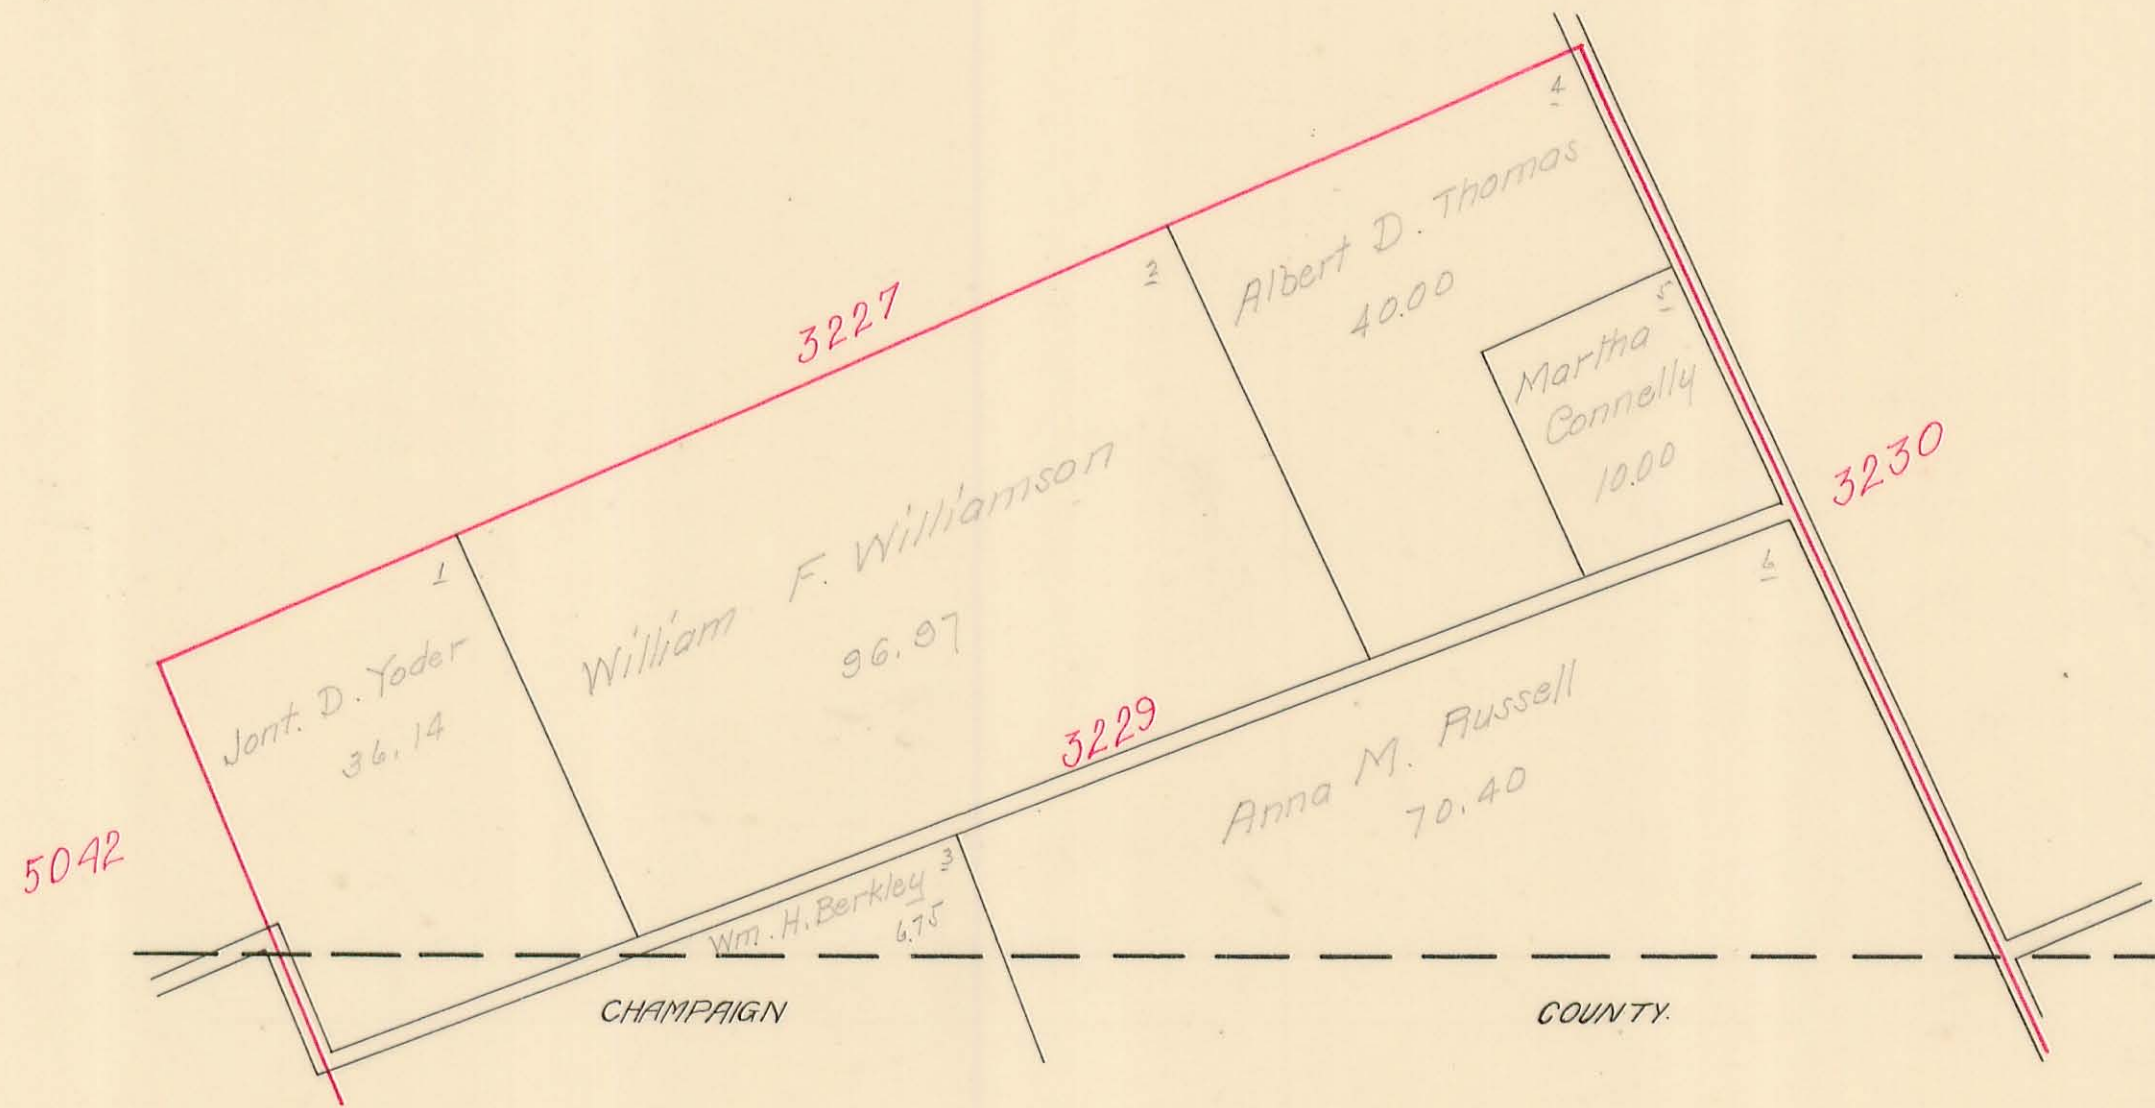 4
Albert D. Thomas
40.00
2
5
Martha
Connelly
10.00
3227
3230
William F. Williamson
96.97
1
6
Jont. D. Yoder
36.14
3229
Anna M. Russell
70.40
5042
3
Wm. H. Berkley
6.75
CHAMPAIGN COUNTY.